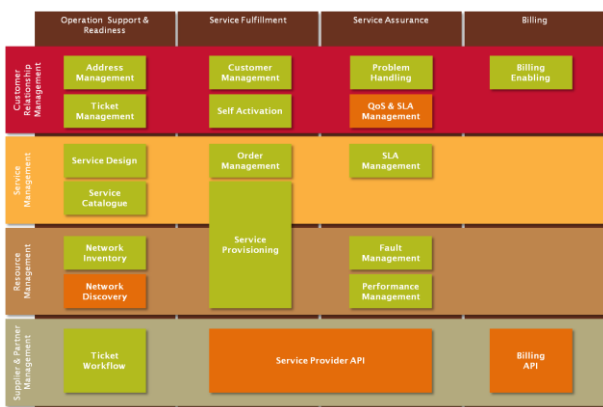 Operation Support &
Readiness
Service Fulfillment
Service Assurance
Billing
Customer
Relationship
Management
Address
Management
Customer
Management
Problem
Handling
Billing
Enabling
Ticket
Management
Self Activation
QoS & SLA
Management
Service
Management
Service Design
Order
Management
SLA
Management
Service
Catalogue
Service
Provisioning
Resource
Management
Network
Inventory
Fault
Management
Network
Discovery
Performance
Management
Supplier & Partner
Management
Ticket
Workflow
Service Provider API
Billing
API